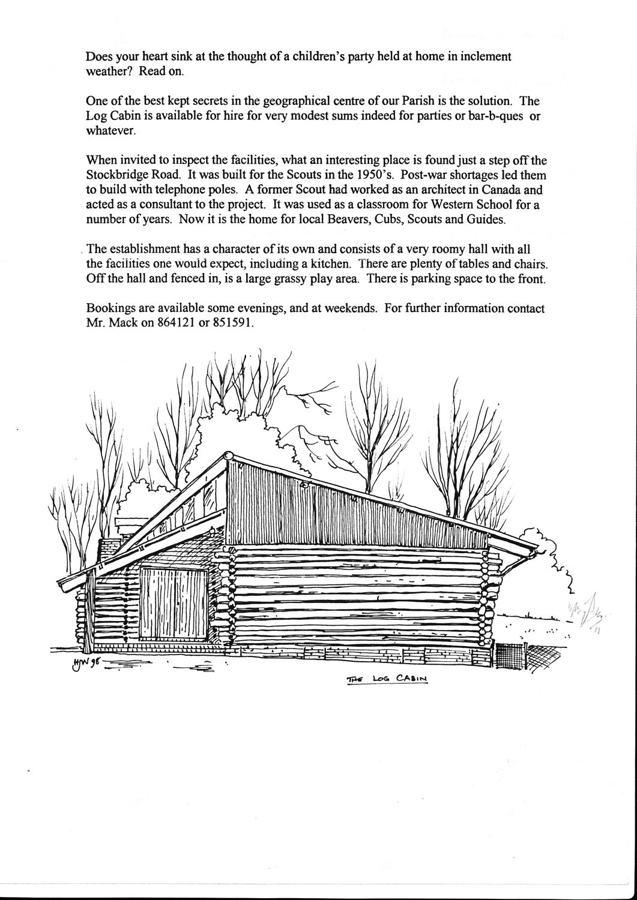 Does your heart sink at the thought of a children's party held at home in inclement
weather?  Read on.
One of the best kept secrets in the geographical centre of our Parish is the solution.  The
Log Cabin is available for hire for very modest sums indeed for parties or bar-b-ques  or
whatever.
When invited to inspect the facilities, what an interesting place is found just a step off the
Stockbridge Road.  It was built for the Scouts in the 1950's.  Post-war shortages led them
to build with telephone poles.  A former Scout had worked as an architect in Canada and
acted as a consultant to the project.  It was used as a classroom for Western School for a
number of years.  Now it is the home for local Beavers, Cubs, Scouts and Guides.
The establishment has a character of its own and consists of a very roomy hall with all
the facilities one would expect, including a kitchen.  There are plenty of tables and chairs.
Off the hall and fenced in, is a large grassy play area.  There is parking space to the front.
Bookings are available some evenings, and at weekends.  For further information contact
Mr. Mack on 864121 or 851591.
HJW 98
THE LOG CABIN